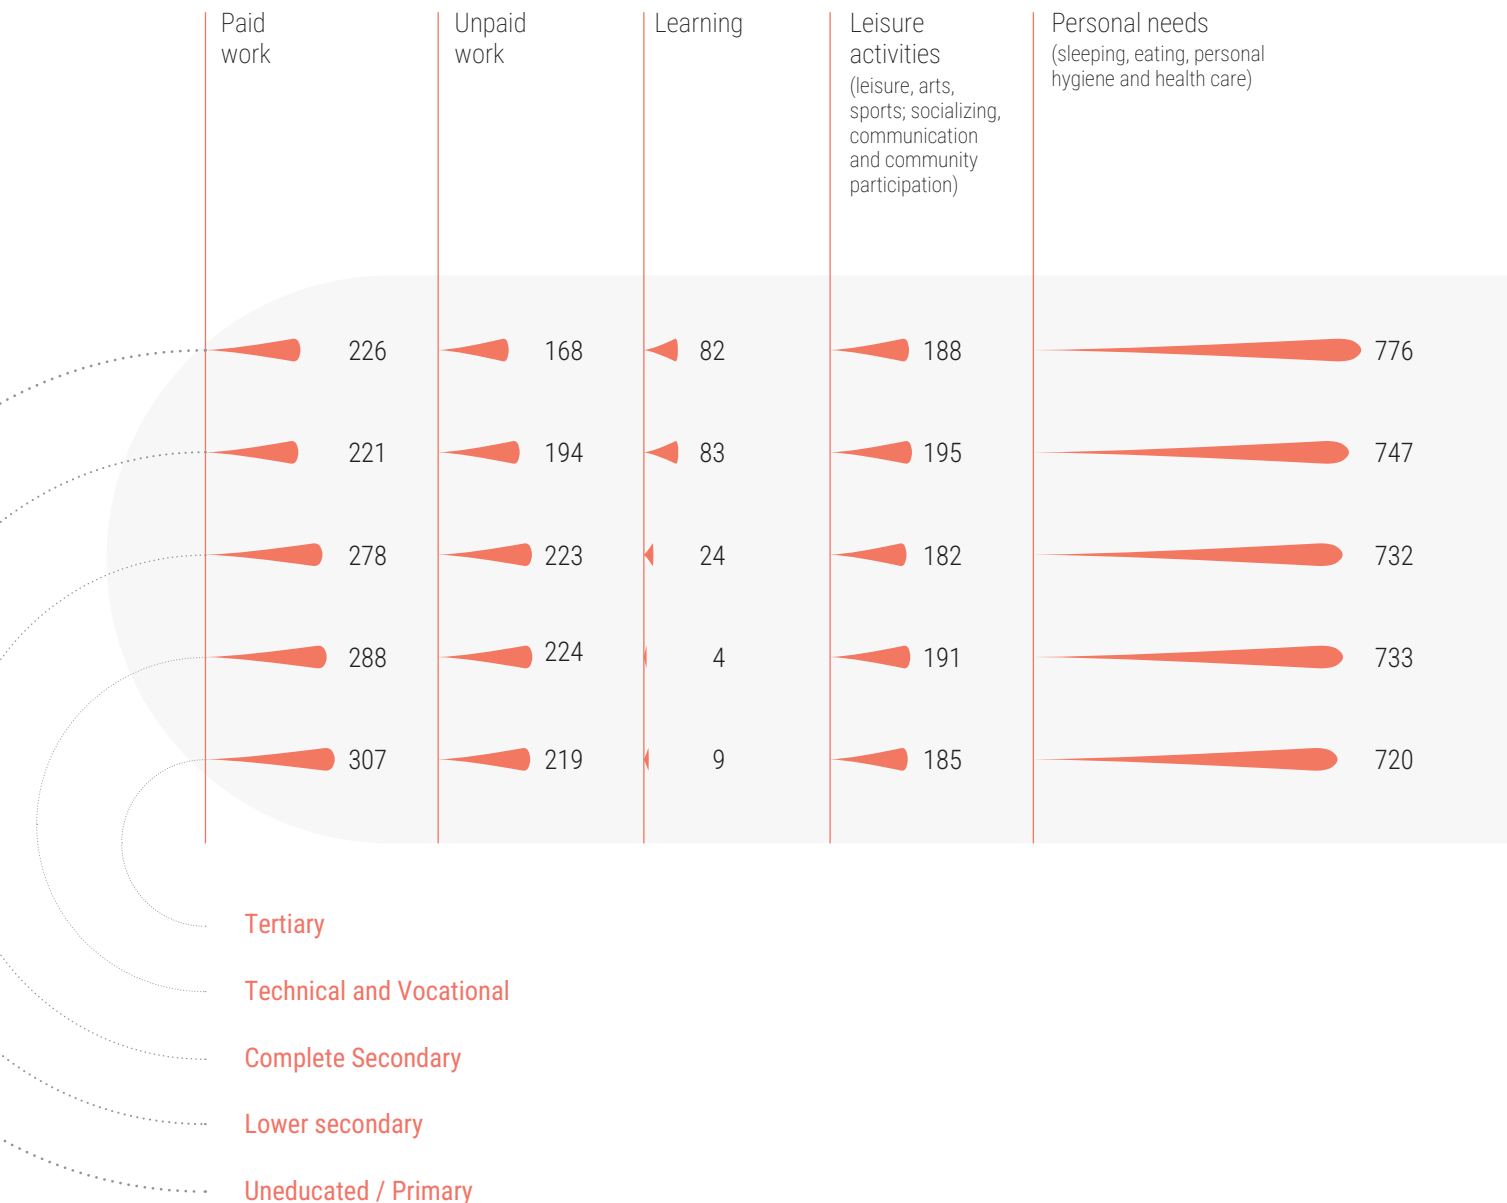 Paid
work
Unpaid
work
Learning
Leisure
activities
(leisure, arts,
sports; socializing,
communication
and community
participation)
Personal needs
(sleeping, eating, personal
hygiene and health care)
226 168 82 188 776
221 194 83 195 747
278 223 24 182 732
288 224 4 191 733
307 219 9 185 720
Tertiary
Technical and Vocational
Complete Secondary
Lower secondary
Uneducated / Primary